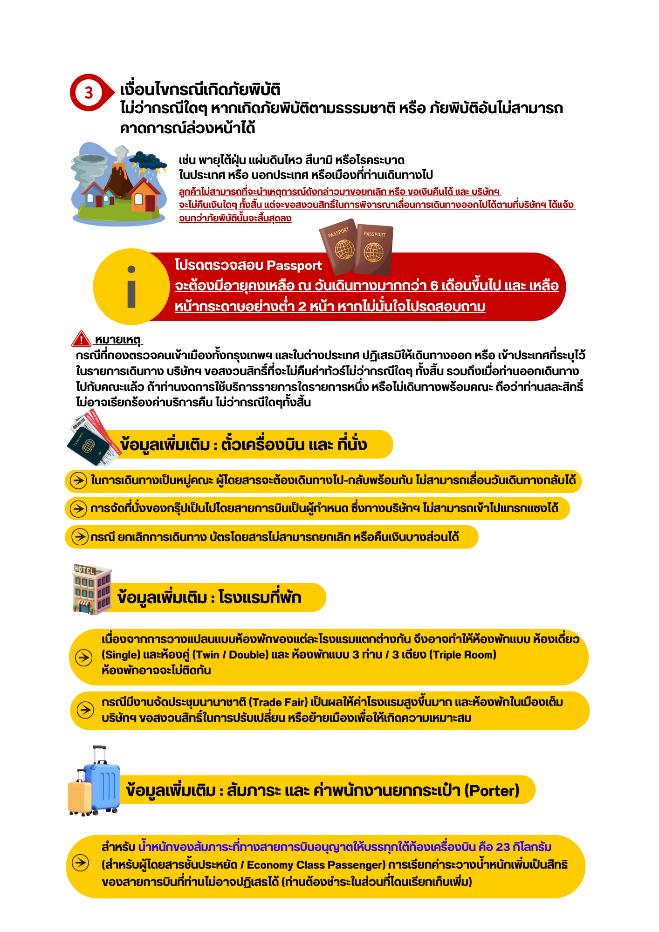 3
เงื่อนไขกรณีเกิดภัยพิบัติ
ไม่ว่ากรณีใดๆ หากเกิดภัยพิบัติตามธรรมชาติ หรือ ภัยพิบัติอันไม่สามารถ
คาดการณ์ล่วงหน้าได้
เช่น พายุไต้ฝุ่น แผ่นดินไหว สึนามิ หรือโรคระบาด
ในประเทศ หรือ นอกประเทศ หรือเมืองที่ท่านเดินทางไป
ลูกค้าไม่สามารถที่จะนำเหตุการณ์ดังกล่าวมาขอยกเลิก หรือ ขอเงินคืนได้ และ บริษัทฯ
จะไม่คืนเงินใดๆ ทั้งสิ้น แต่จะขอสงวนสิทธิ์ในการพิจารณาเลื่อนการเดินทางออกไปได้ตามที่บริษัทฯ ได้แจ้ง
จนกว่าภัยพิบัตินั้นจะสิ้นสุดลง
PASSPORT
PASSPORT
i
โปรดตรวจสอบ Passport
จะต้องมีอายุคงเหลือ ณ วันเดินทางมากกว่า 6 เดือนขึ้นไป และ เหลือ
หน้ากระดาษอย่างต่ำ 2 หน้า หากไม่มั่นใจโปรดสอบถาม
หมายเหตุ
กรณีที่กองตรวจคนเข้าเมืองทั้งกรุงเทพฯ และในต่างประเทศ ปฏิเสธมิให้เดินทางออก หรือ เข้าประเทศที่ระบุไว้
ในรายการเดินทาง บริษัทฯ ขอสงวนสิทธิ์ที่จะไม่คืนค่าทัวร์ไม่ว่ากรณีใดๆ ทั้งสิ้น รวมถึงเมื่อท่านออกเดินทาง
ไปกับคณะแล้ว ถ้าท่านงดการใช้บริการรายการใดรายการหนึ่ง หรือไม่เดินทางพร้อมคณะ ถือว่าท่านสละสิทธิ์
ไม่อาจเรียกร้องค่าบริการคืน ไม่ว่ากรณีใดๆทั้งสิ้น
ข้อมูลเพิ่มเติม : ตั๋วเครื่องบิน และ ที่นั่ง
ในการเดินทางเป็นหมู่คณะ ผู้โดยสารจะต้องเดินทางไป-กลับพร้อมกัน ไม่สามารถเลื่อนวันเดินทางกลับได้
การจัดที่นั่งของกรุ๊ปเป็นไปโดยสายการบินเป็นผู้กำหนด ซึ่งทางบริษัทฯ ไม่สามารถเข้าไปแทรกแซงได้
กรณี ยกเลิกการเดินทาง บัตรโดยสารไม่สามารถยกเลิก หรือคืนเงินบางส่วนได้
HOTEL
ข้อมูลเพิ่มเติม : โรงแรมที่พัก
เนื่องจากการวางแปลนแบบห้องพักของแต่ละโรงแรมแตกต่างกัน จึงอาจทำให้ห้องพักแบบ ห้องเดี่ยว
(Single) และห้องคู่ (Twin / Double) และ ห้องพักแบบ 3 ท่าน / 3 เตียง (Triple Room)
ห้องพักอาจจะไม่ติดกัน
กรณีมีงานจัดประชุมนานาชาติ (Trade Fair) เป็นผลให้ค่าโรงแรมสูงขึ้นมาก และห้องพักในเมืองเต็ม
บริษัทฯ ขอสงวนสิทธิ์ในการปรับเปลี่ยน หรือย้ายเมืองเพื่อให้เกิดความเหมาะสม
ข้อมูลเพิ่มเติม : สัมภาระ และ ค่าพนักงานยกกระเป๋า (Porter)
สำหรับ น้ำหนักของสัมภาระที่ทางสายการบินอนุญาตให้บรรทุกใต้ท้องเครื่องบิน คือ 23 กิโลกรัม
(สำหรับผู้โดยสารชั้นประหยัด / Economy Class Passenger) การเรียกค่าระวางน้ำหนักเพิ่มเป็นสิทธิ
ของสายการบินที่ท่านไม่อาจปฏิเสธได้ (ท่านต้องชำระในส่วนที่โดนเรียกเก็บเพิ่ม)